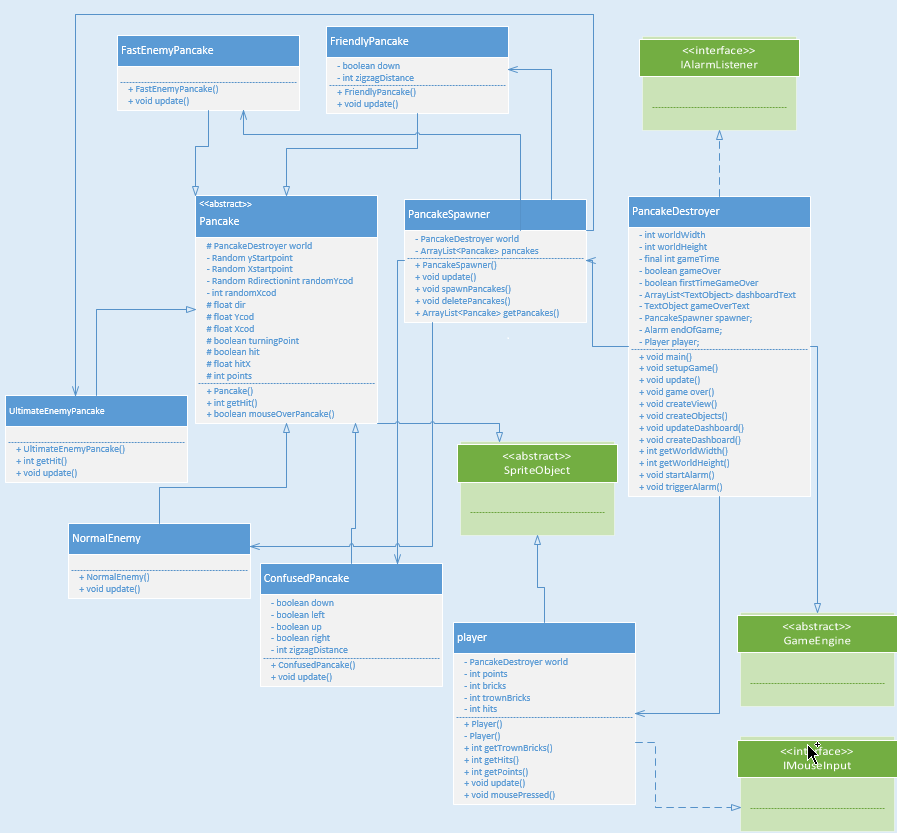 FastEnemyPancake
+ FastEnemyPancake()
+ void update()
FriendlyPancake
- boolean down
- int zigzagDistance
+ FriendlyPancake()
+ void update()
<<interface>>
IAlarmListener
<<abstract>>
Pancake
# PancakeDestroyer world
- Random yStartpoint
- Random Xstartpoint
- Random Rdirectionint randomYcod
- int randomXcod
# float dir
# float Ycod
# float Xcod
# boolean turningPoint
# boolean hit
# float hitX
# int points
+ Pancake()
+ int getHit()
+ boolean mouseOverPancake()
PancakeSpawner
- PancakeDestroyer world
- ArrayList<Pancake> pancakes
+ PancakeSpawner()
+ void update()
+ void spawnPancakes()
+ void deletePancakes()
+ ArrayList<Pancake> getPancakes()
PancakeDestroyer
- int worldWidth
- int worldHeight
- final int gameTime
- boolean gameOver
- boolean firstTimeGameOver
- ArrayList<TextObject> dashboardText
- TextObject gameOverText
- PancakeSpawner spawner;
- Alarm endOfGame;
- Player player;
+ void main()
+ void setupGame()
+ void update()
+ void game over()
+ void createView()
+ void createObjects()
+ void updateDashboard()
+ void createDashboard()
+ int getWorldWidth()
+ int getWorldHeight()
+ void startAlarm()
+ void triggerAlarm()
UltimateEnemyPancake
+ UltimateEnemyPancake()
+ int getHit()
+ void update()
<<abstract>>
SpriteObject
NormalEnemy
+ NormalEnemy()
+ void update()
ConfusedPancake
- boolean down
- boolean left
- boolean up
- boolean right
- int zigzagDistance
+ ConfusedPancake()
+ void update()
player
- PancakeDestroyer world
- int points
- int bricks
- int trownBricks
- int hits
+ Player()
- Player()
+ int getTrownBricks()
+ int getHits()
+ int getPoints()
+ void update()
+ void mousePressed()
<<abstract>>
GameEngine
<<interface>>
IMouseInput